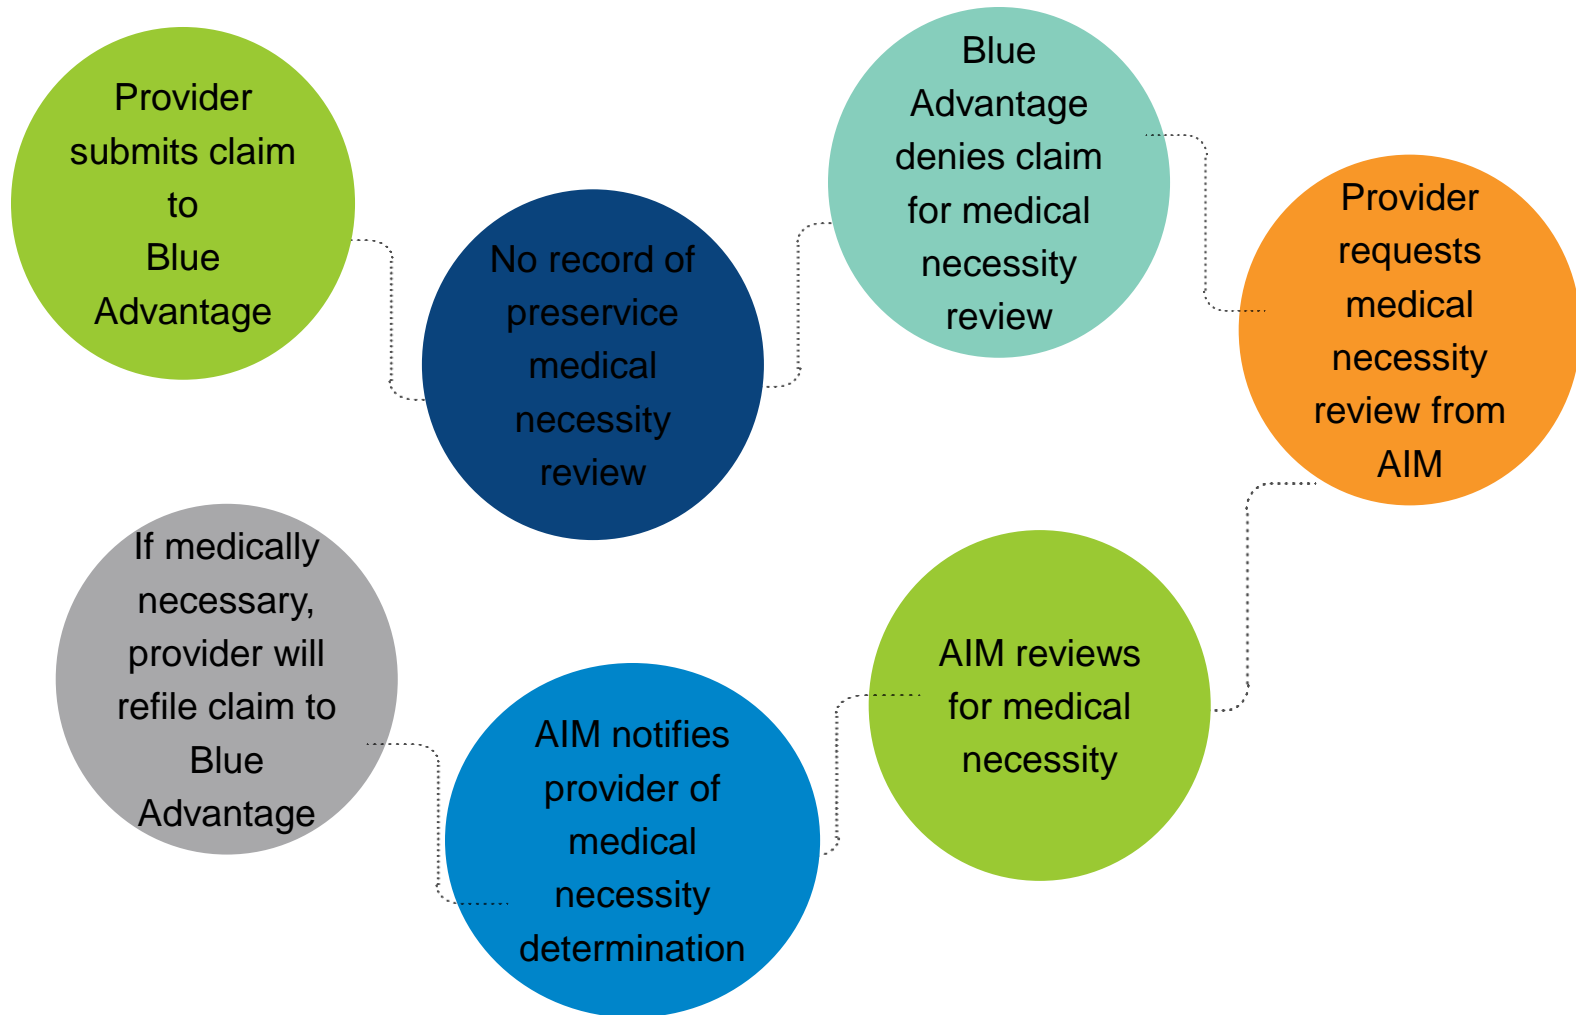 Provider
submits claim
to
Blue
Advantage
No record of
preservice
medical
necessity
review
Blue
Advantage
denies claim
for medical
necessity
review
Provider
requests
medical
necessity
review from
AIM
AIM reviews
for medical
necessity
AIM notifies
provider of
medical
necessity
determination
If medically
necessary,
provider will
refile claim to
Blue
Advantage